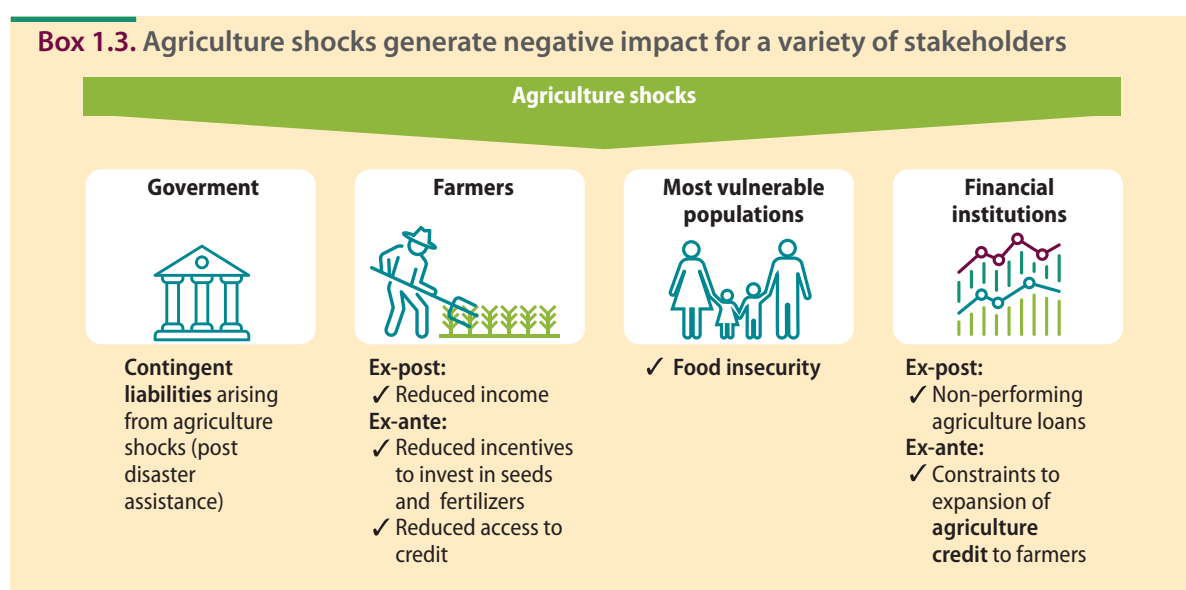 Box 1.3. Agriculture shocks generate negative impact for a variety of stakeholders
Agriculture shocks
Goverment
Contingent
liabilities arising
from agriculture
shocks (post
disaster
assistance)
Farmers
Ex-post:
✓ Reduced income
Ex-ante:
✓ Reduced incentives
to invest in seeds
and fertilizers
✓ Reduced access to
credit
Most vulnerable
populations
✓ Food insecurity
Financial
institutions
Ex-post:
✓ Non-performing
agriculture loans
Ex-ante:
✓ Constraints to
expansion of
agriculture
credit to farmers